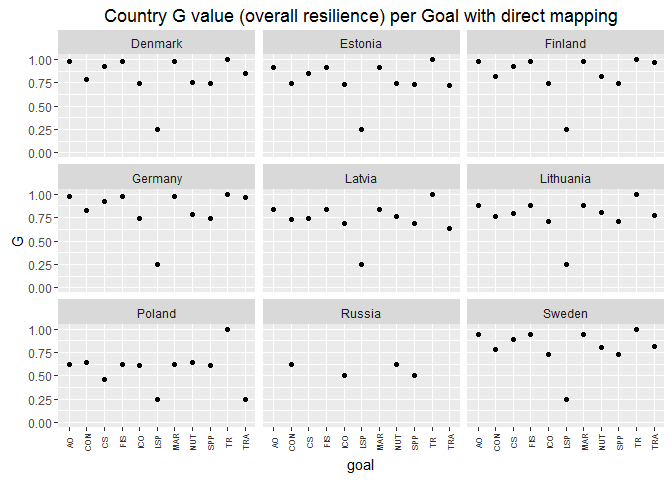 Country G value (overall resilience) per Goal with direct mapping
Denmark Estonia Finland
1.00
0.75
0.50
0.25
0.00
Germany Latvia Lithuania
1.00
0.75
0.50
0.25
0.00
G
Poland Russia Sweden
1.00
0.75
0.50
0.25
0.00
AO CON CS FIS ICO ISP MAR NUT SPP TR TRA AO CON CS FIS ICO ISP MAR NUT SPP TR TRA AO CON CS FIS ICO ISP MAR NUT SPP TR TRA
goal